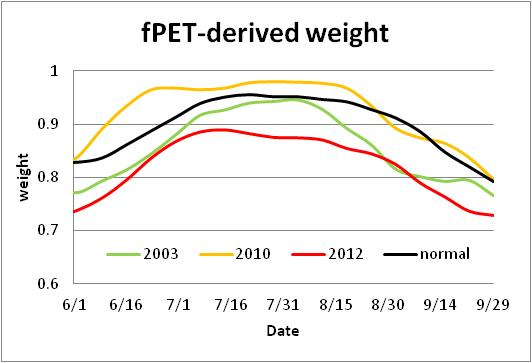 fPET-derived weight
1
0.9
0.8
0.7
0.6
weight
2003 2010 2012 normal
6/1 6/16 7/1 7/16 7/31 8/15 8/30 9/14 9/29
Date